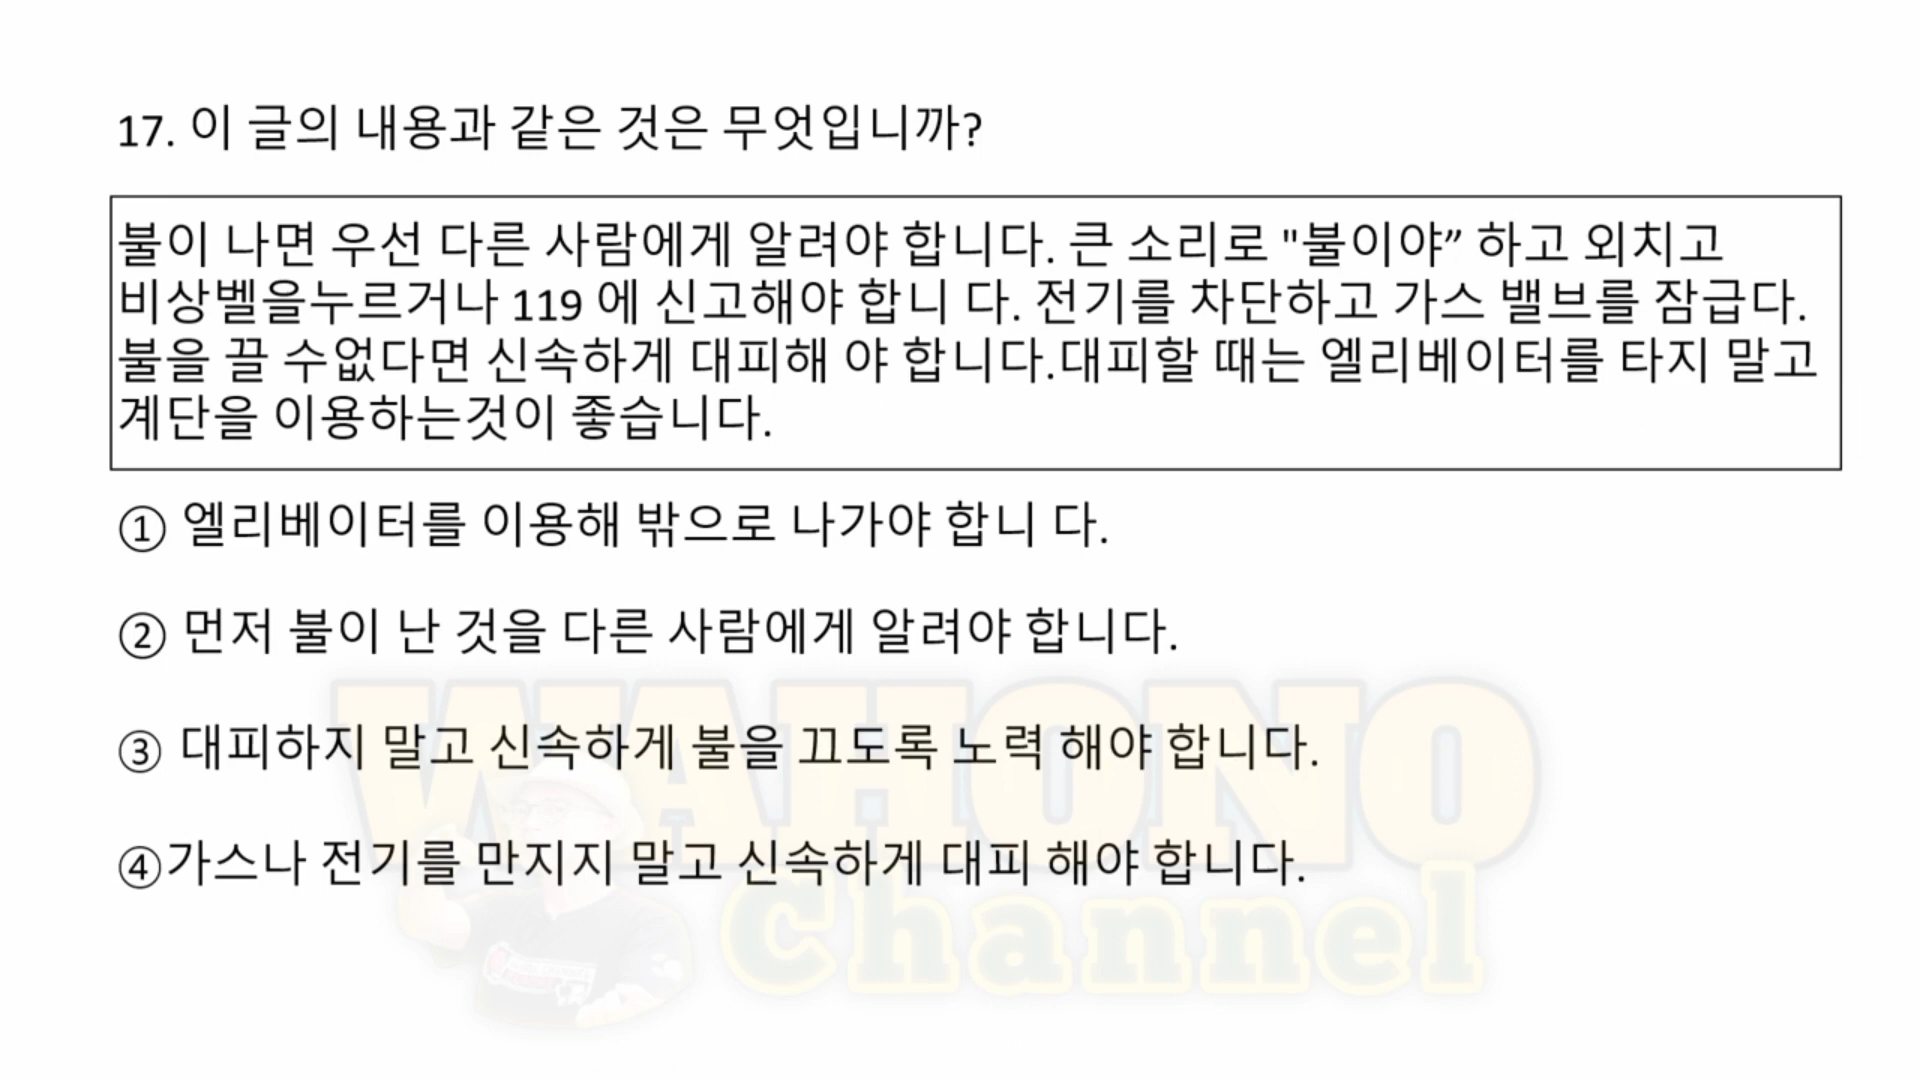 17. 이 글의 내용과 같은 것은 무엇입니까?
불이 나면 우선 다른 사람에게 알려야 합니다. 큰 소리로 "불이야” 하고 외치고
비상벨을누르거나 119 에 신고해야 합니 다. 전기를 차단하고 가스 밸브를 잠급다.
불을 끌 수없다면 신속하게 대피해 야 합니다.대피할 때는 엘리베이터를 타지 말고
계단을 이용하는것이 좋습니다.
① 엘리베이터를 이용해 밖으로 나가야 합니 다.
② 먼저 불이 난 것을 다른 사람에게 알려야 합니다.
③ 대피하지 말고 신속하게 불을 끄도록 노력 해야 합니다.
④가스나 전기를 만지지 말고 신속하게 대피 해야 합니다.
WAHONO
Channel